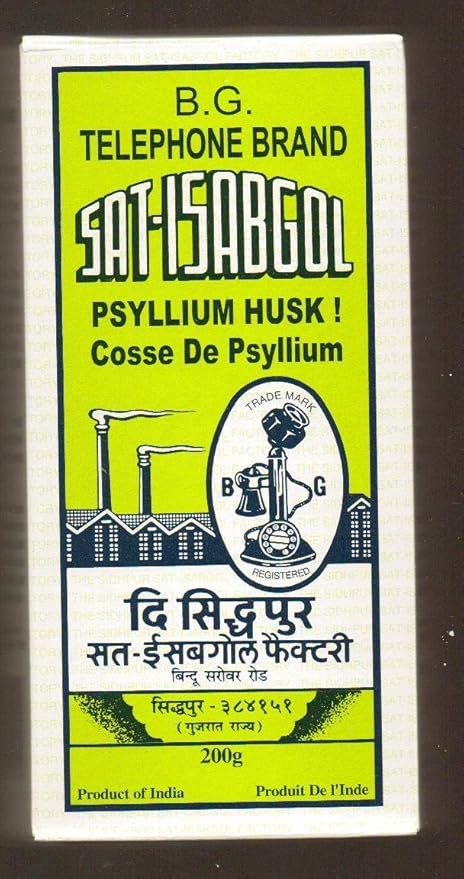 B.G.
TELEPHONE BRAND
SAT-ISABGOL
PSYLLIUM HUSK !
Cosse De Psyllium
TRADE MARK
B G
REGISTERED
दि सिद्धपुर
सत-ईसबगोल फैक्टरी
बिन्दू सरोवर रोड
सिद्धपुर - ३८४१५१
(गुजरात राज्य)
200g
Product of India Produit De l'Inde